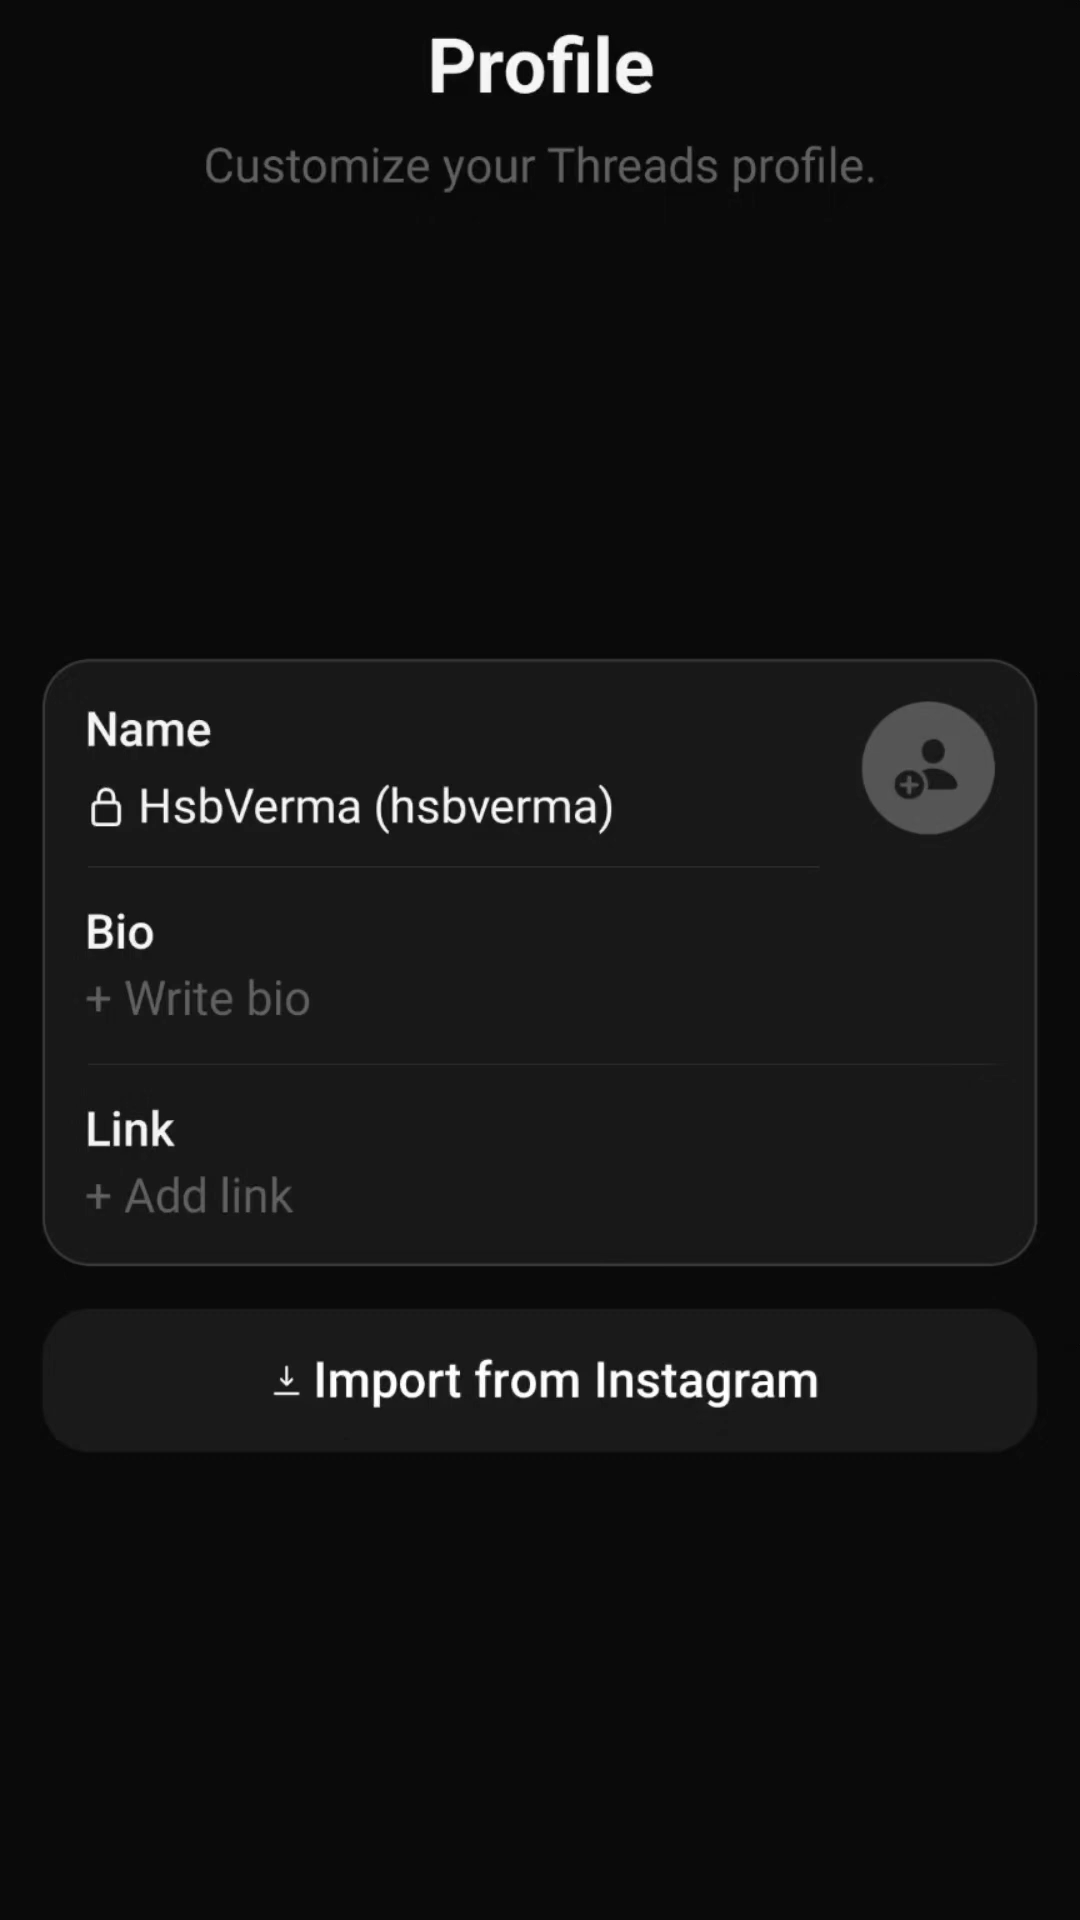 Profile
Customize your Threads profile.
Name
HsbVerma (hsbverma)
Bio
+ Write bio
Link
+ Add link
Import from Instagram